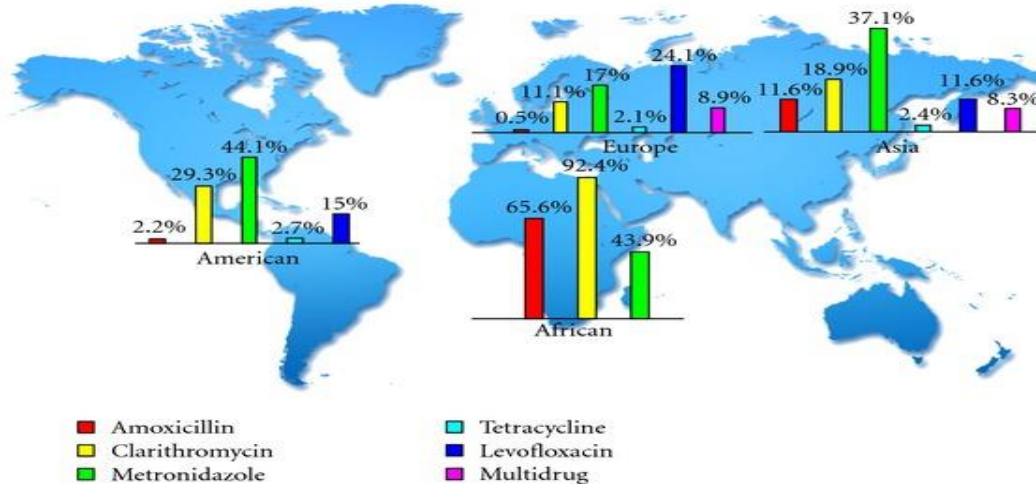 37.1%
24.1%
18.9%
17%
11.1%
11.6%
11.6%
8.9%
8.3%
0.5%
2.1%
2.4%
Europe
Asia
44.1%
29.3%
2.2%
2.7%
15%
American
92.4%
65.6%
43.9%
African
Amoxicillin
Clarithromycin
Metronidazole
Tetracycline
Levofloxacin
Multidrug